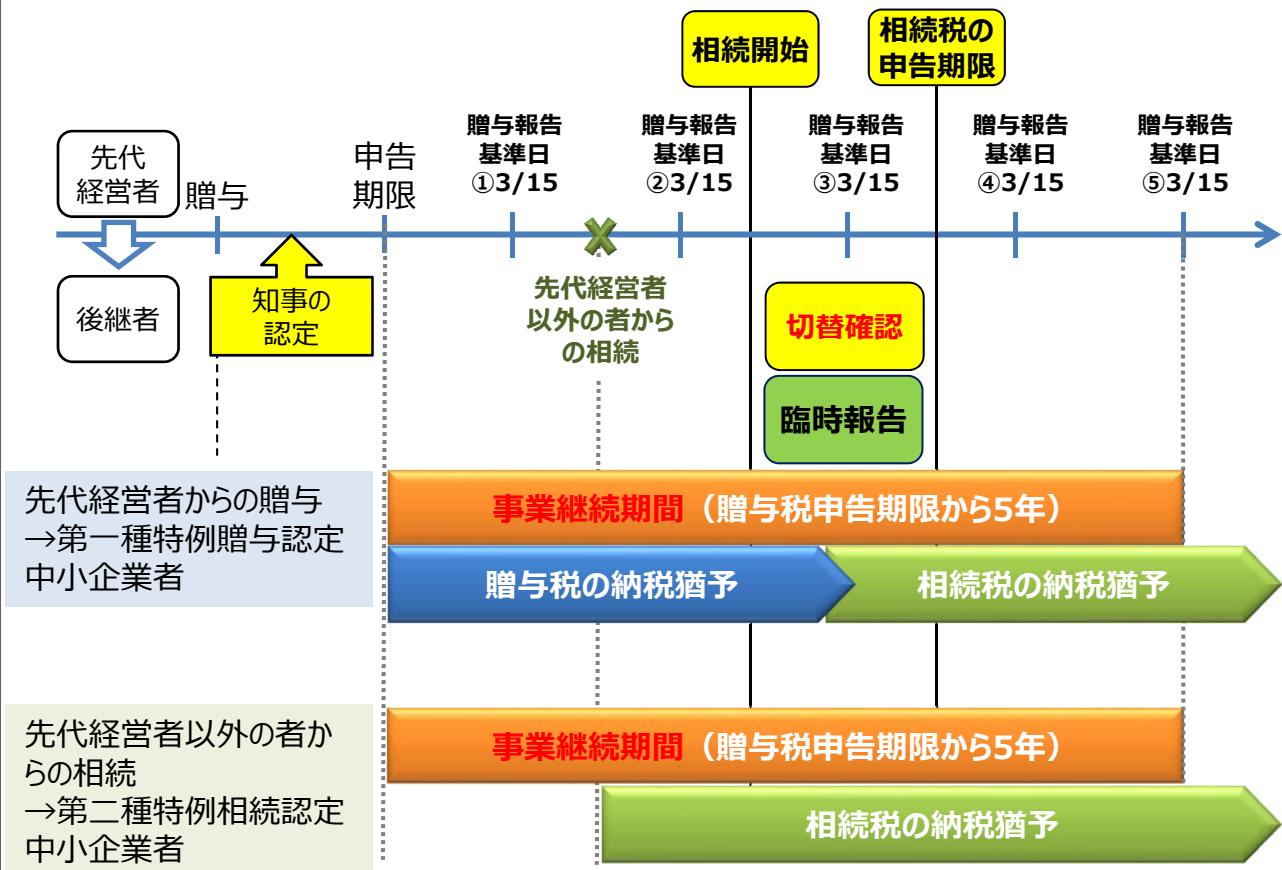 相続開始
相続税の
申告期限
先代
経営者
贈与
申告
期限
贈与報告
基準日
①3/15
贈与報告
基準日
②3/15
贈与報告
基準日
③3/15
贈与報告
基準日
④3/15
贈与報告
基準日
⑤3/15
後継者
知事の
認定
先代経営者
以外の者から
の相続
切替確認
臨時報告
先代経営者からの贈与
→第一種特例贈与認定
中小企業者
事業継続期間（贈与税申告期限から5年）
贈与税の納税猶予
相続税の納税猶予
先代経営者以外の者か
らの相続
→第二種特例相続認定
中小企業者
事業継続期間（贈与税申告期限から5年）
相続税の納税猶予